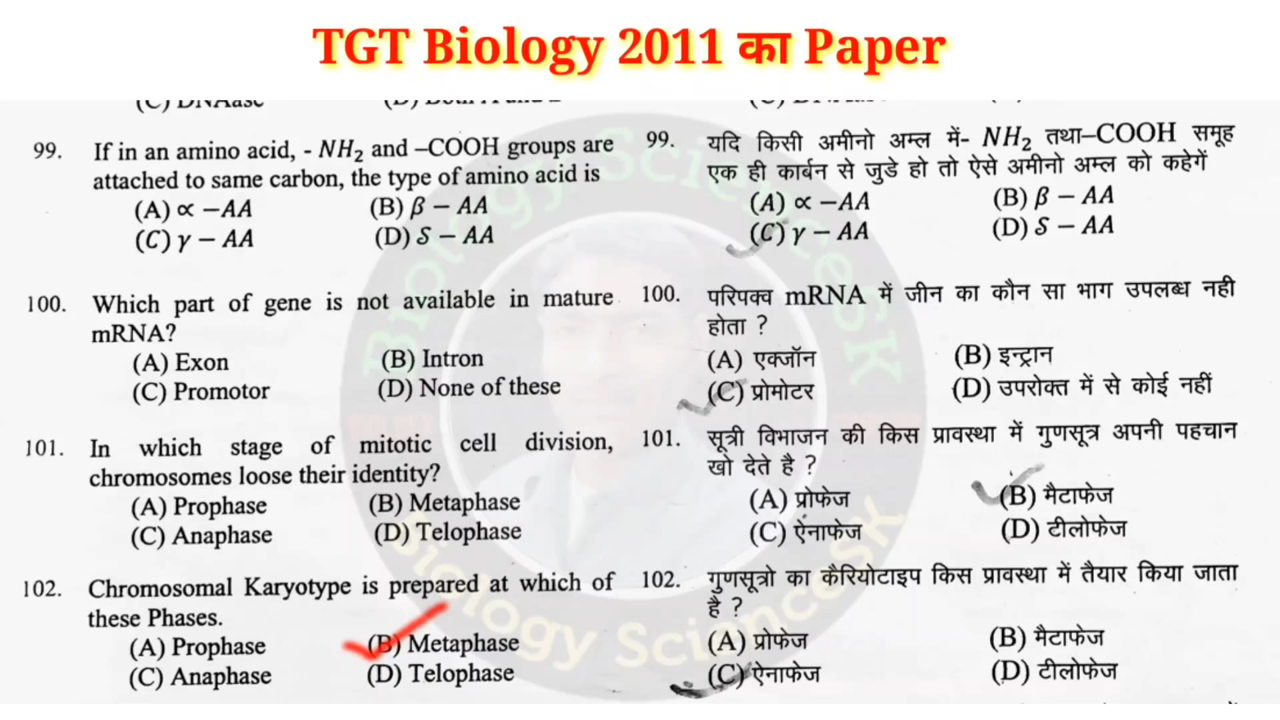 TGT Biology 2011 का Paper
99. If in an amino acid, - NH₂ and –COOH groups are
attached to same carbon, the type of amino acid is
(A) ∝ –AA (B) β – AA
(C) γ – AA (D) S – AA
100. Which part of gene is not available in mature
mRNA?
(A) Exon (B) Intron
(C) Promotor (D) None of these
101. In which stage of mitotic cell division,
chromosomes loose their identity?
(A) Prophase (B) Metaphase
(C) Anaphase (D) Telophase
102. Chromosomal Karyotype is prepared at which of
these Phases.
(A) Prophase (B) Metaphase
(C) Anaphase (D) Telophase
99. यदि किसी अमीनो अम्ल में- NH₂ तथा–COOH समूह
एक ही कार्बन से जुडे हो तो ऐसे अमीनो अम्ल को कहेगें
(A) ∝ –AA (B) β – AA
(C) γ – AA (D) S – AA
100. परिपक्व mRNA में जीन का कौन सा भाग उपलब्ध नही
होता ?
(A) एक्जॉन (B) इन्ट्रान
(C) प्रोमोटर (D) उपरोक्त में से कोई नहीं
101. सूत्री विभाजन की किस प्रावस्था में गुणसूत्र अपनी पहचान
खो देते है ?
(A) प्रोफेज (B) मैटाफेज
(C) ऐनाफेज (D) टीलोफेज
102. गुणसूत्रो का कैरियोटाइप किस प्रावस्था में तैयार किया जाता
है ?
(A) प्रोफेज (B) मैटाफेज
(C) ऐनाफेज (D) टीलोफेज
Biology ScienceSK
Biology ScienceSK